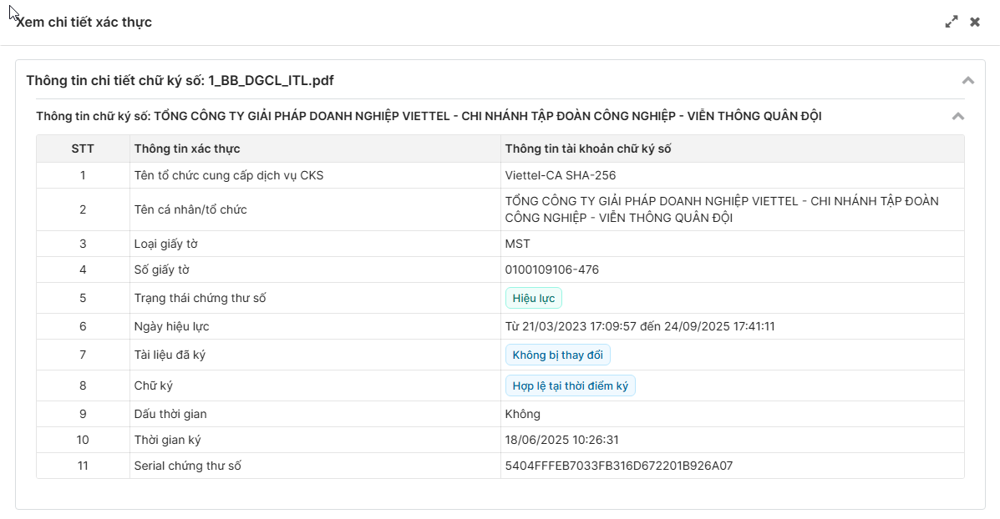 Xem chi tiết xác thực
Thông tin chi tiết chữ ký số: 1_BB_DGCL_ITL.pdf
Thông tin chữ ký số: TỔNG CÔNG TY GIẢI PHÁP DOANH NGHIỆP VIETTEL - CHI NHÁNH TẬP ĐOÀN CÔNG NGHIỆP - VIỄN THÔNG QUÂN ĐỘI
STT Thông tin xác thực Thông tin tài khoản chữ ký số
1 Tên tổ chức cung cấp dịch vụ CKS Viettel-CA SHA-256
2 Tên cá nhân/tổ chức TỔNG CÔNG TY GIẢI PHÁP DOANH NGHIỆP VIETTEL - CHI NHÁNH TẬP ĐOÀN
CÔNG NGHIỆP - VIỄN THÔNG QUÂN ĐỘI
3 Loại giấy tờ MST
4 Số giấy tờ 0100109106-476
5 Trạng thái chứng thư số Hiệu lực
6 Ngày hiệu lực Từ 21/03/2023 17:09:57 đến 24/09/2025 17:41:11
7 Tài liệu đã ký Không bị thay đổi
8 Chữ ký Hợp lệ tại thời điểm ký
9 Dấu thời gian Không
10 Thời gian ký 18/06/2025 10:26:31
11 Serial chứng thư số 5404FFFEB7033FB316D672201B926A07